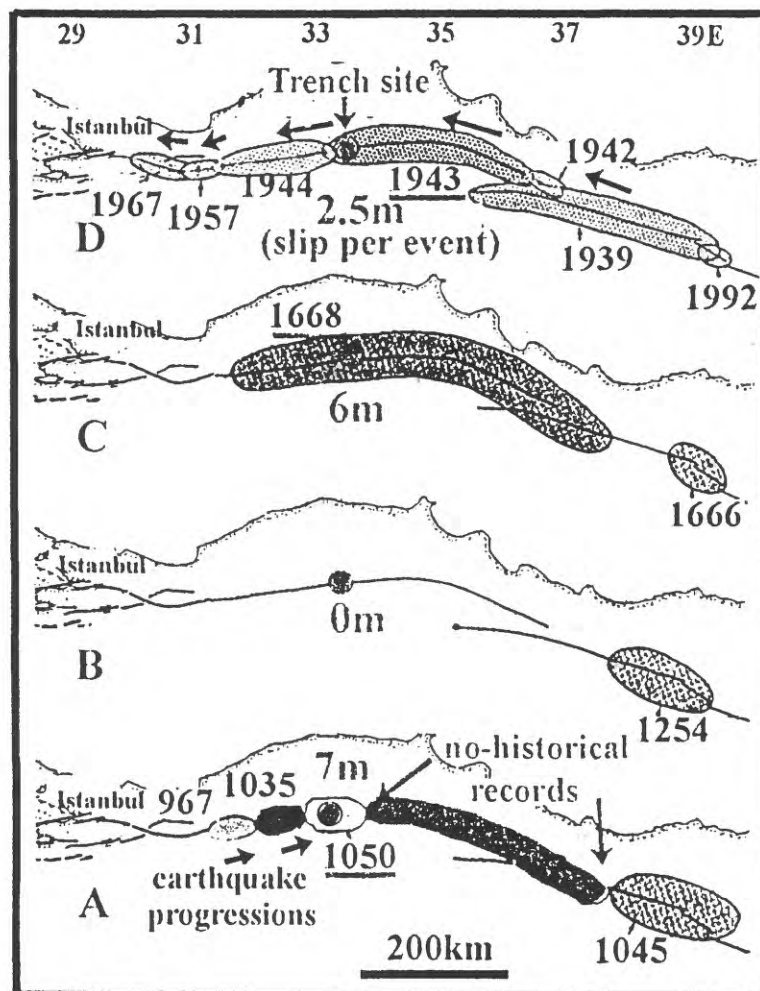 29 31 33 35 37 39E
Trench site
Istanbul
1942
1944
1943
1967
1957
2.5m
D
(slip per event)
1939
1992
1668
Istanbul
6m
C
1666
Istanbul
0m
B
1254
7m
no-historical
1035
Istanbul 967
records
1050
earthquake
progressions
A
1045
200km